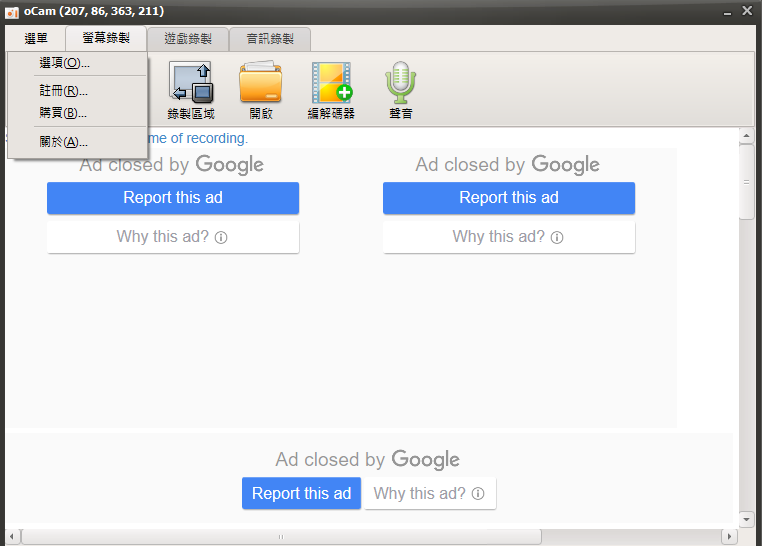 oCam (207, 86, 363, 211)
選單 螢幕錄製 遊戲錄製 音訊錄製
選項(O)...
註冊(R)...
購買(B)...
關於(A)...
錄製區域 開啟 編解碼器 聲音
me of recording.
Ad closed by Google Ad closed by Google
Report this ad Report this ad
Why this ad? Why this ad?
Ad closed by Google
Report this ad Why this ad?